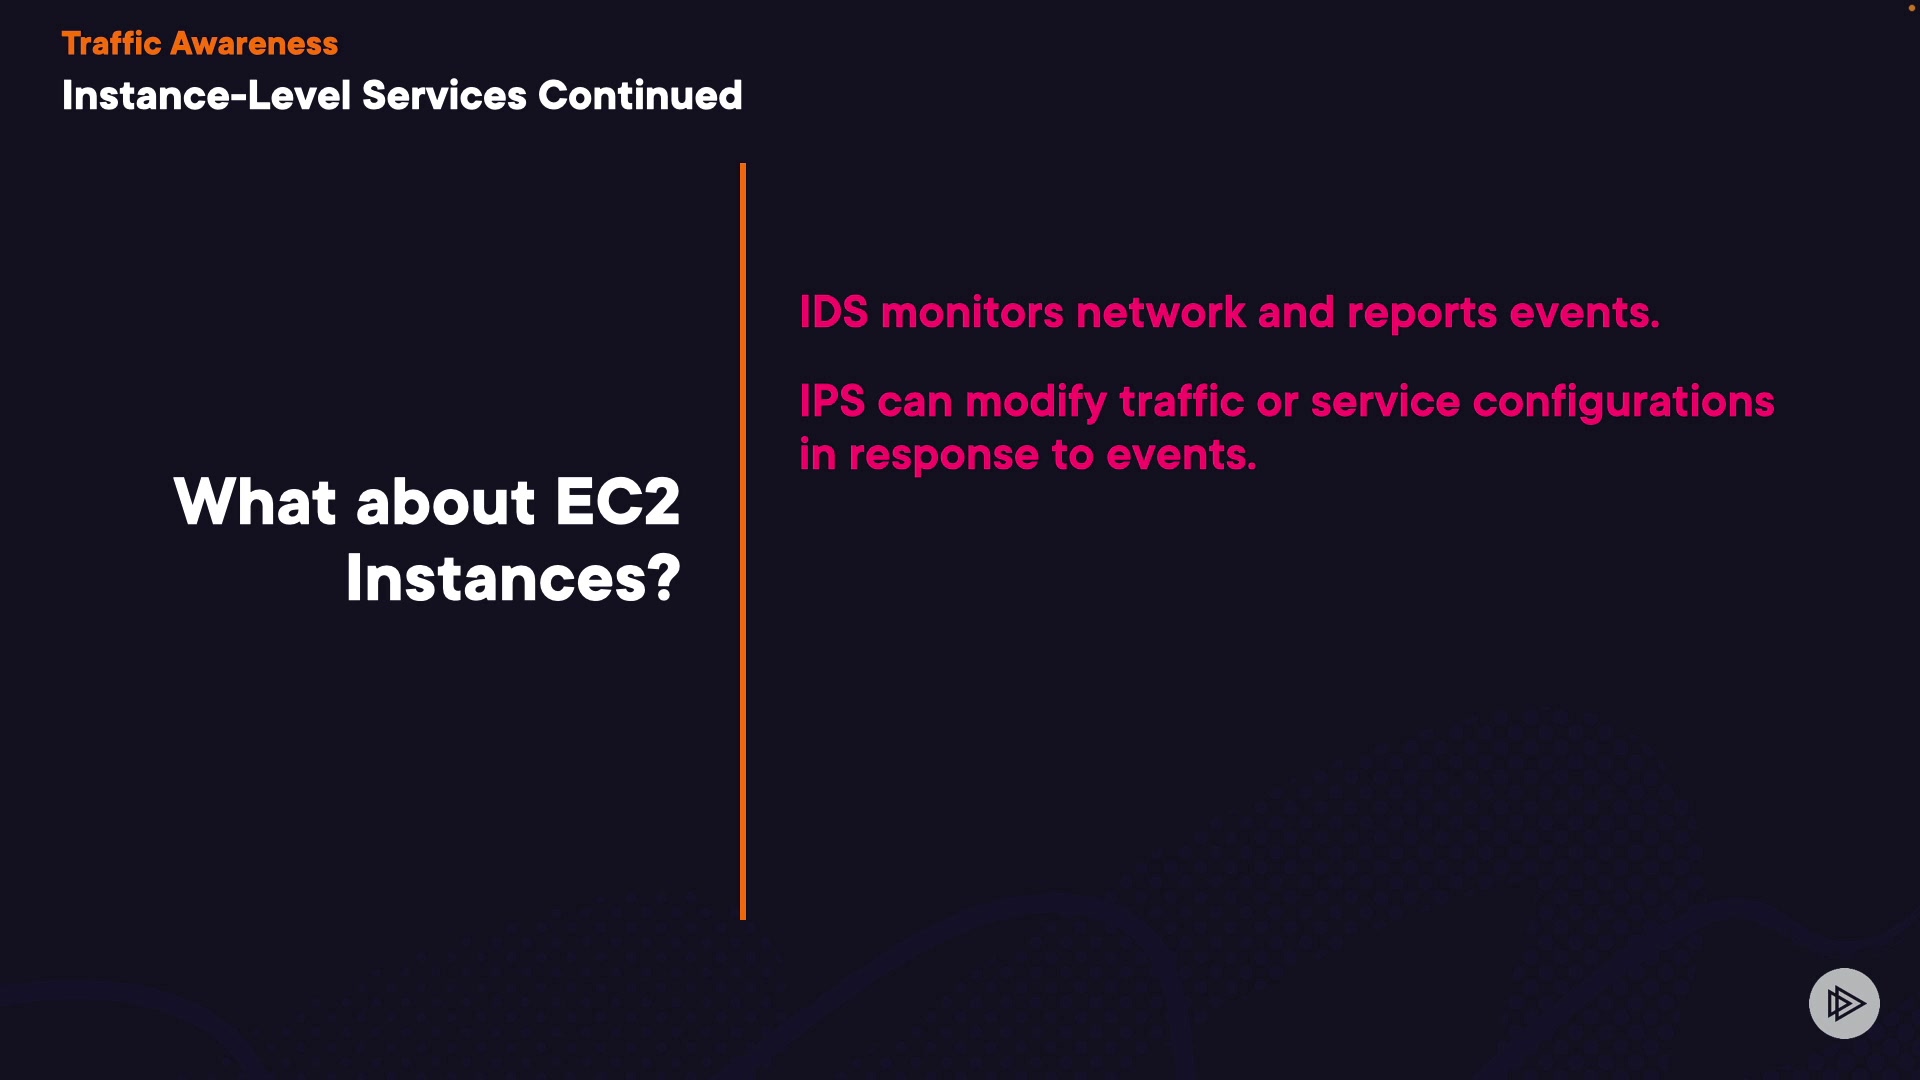 Traffic Awareness
Instance-Level Services Continued
What about EC2
Instances?
IDS monitors network and reports events.
IPS can modify traffic or service configurations
in response to events.